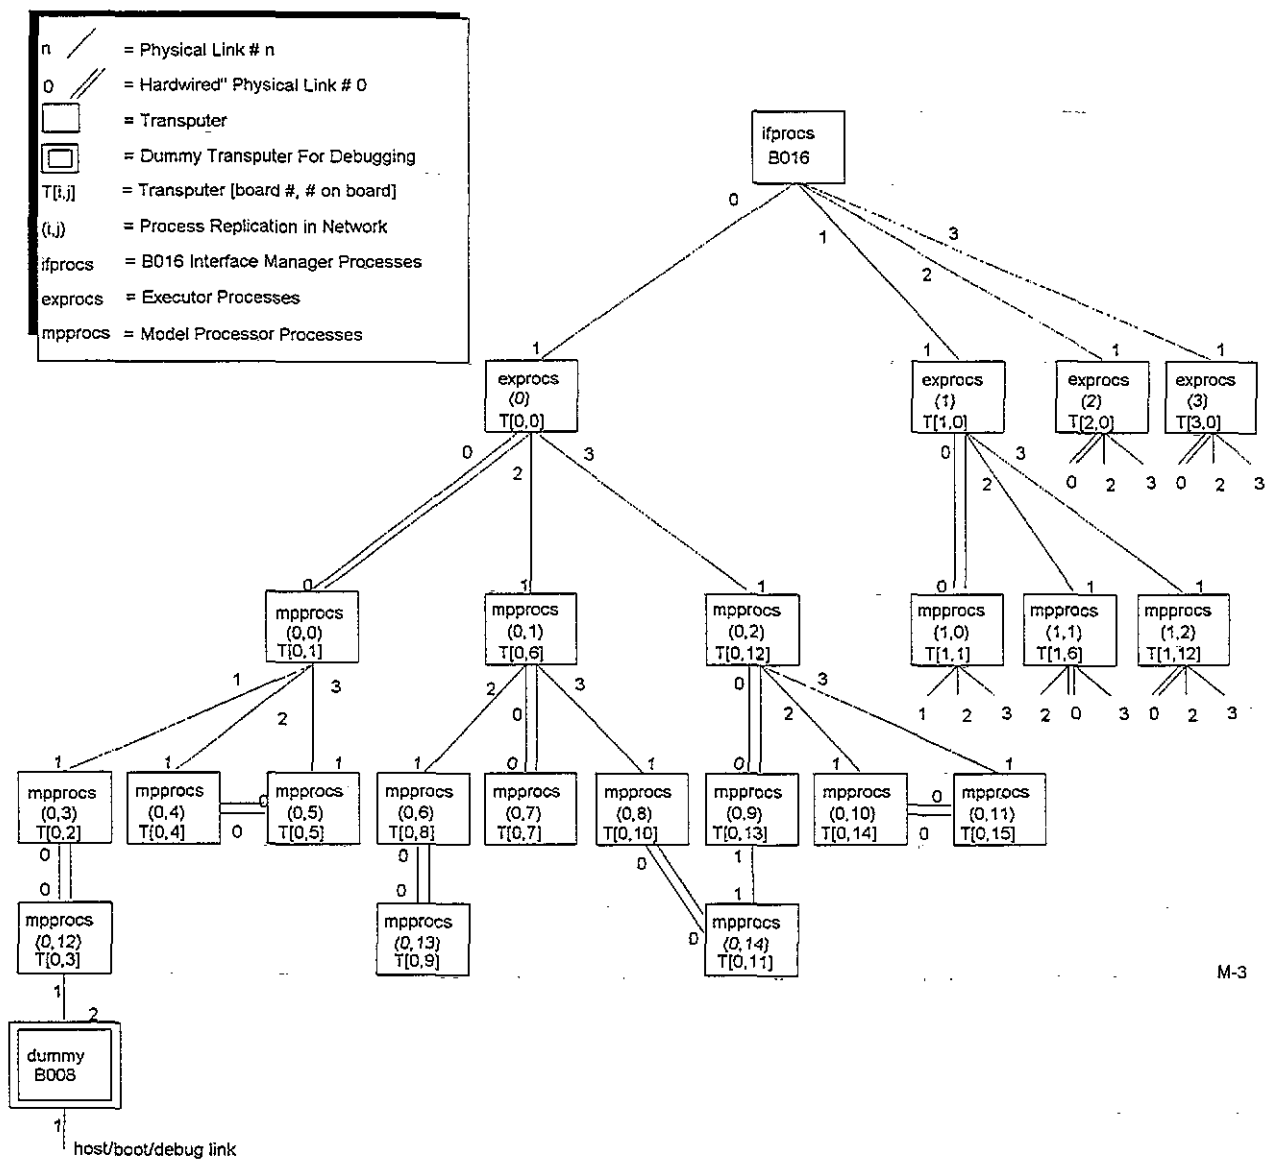 n = Physical Link # n
0 = Hardwired" Physical Link # 0
= Transputer
= Dummy Transputer For Debugging
T[i,j] = Transputer [board #, # on board]
(i,j) = Process Replication in Network
ifprocs = B016 Interface Manager Processes
exprocs = Executor Processes
mpprocs = Model Processor Processes
ifprocs
B016
0 1 2 3
1 1 1 1
exprocs
(0)
T[0,0]
exprocs
(1)
T[1,0]
exprocs
(2)
T[2,0]
exprocs
(3)
T[3,0]
0 2 3
0 2 3
0 2 3
0 2 3
0 1 1
0 1 1
mpprocs
(0,0)
T[0,1]
mpprocs
(0,1)
T[0,6]
mpprocs
(0,2)
T[0,12]
mpprocs
(1,0)
T[1,1]
mpprocs
(1,1)
T[1,6]
mpprocs
(1,2)
T[1,12]
1 2 3
2 0 3
0 2 3
1 2 3
2 0 3
0 2 3
1 1 1
1 0 1
0 1 1
mpprocs
(0,3)
T[0,2]
mpprocs
(0,4)
T[0,4]
0
0
mpprocs
(0,5)
T[0,5]
mpprocs
(0,6)
T[0,8]
mpprocs
(0,7)
T[0,7]
mpprocs
(0,8)
T[0,10]
mpprocs
(0,9)
T[0,13]
mpprocs
(0,10)
T[0,14]
0
0
mpprocs
(0,11)
T[0,15]
0
0
0
0
0
0
1
1
mpprocs
(0,12)
T[0,3]
mpprocs
(0,13)
T[0,9]
mpprocs
(0,14)
T[0,11]
M-3
1
2
dummy
B008
1
host/boot/debug link